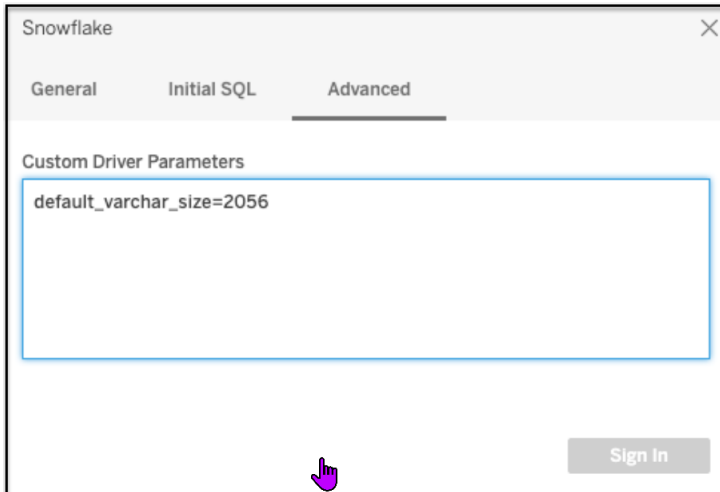 Snowflake
General Initial SQL Advanced
Custom Driver Parameters
default_varchar_size=2056
Sign In